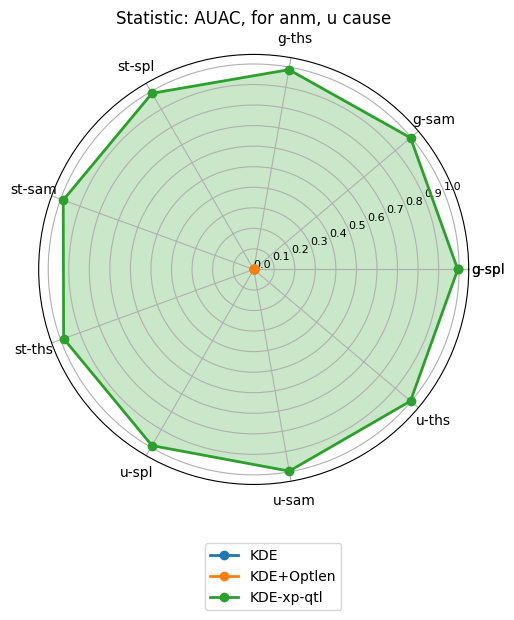 Statistic: AUAC, for anm, u cause
g-ths
st-spl
g-sam
st-sam
0.0 0.1 0.2 0.3 0.4 0.5 0.6 0.7 0.8 0.9 1.0
g-spl
st-ths
u-ths
u-spl
u-sam
KDE
KDE+Optlen
KDE-xp-qtl